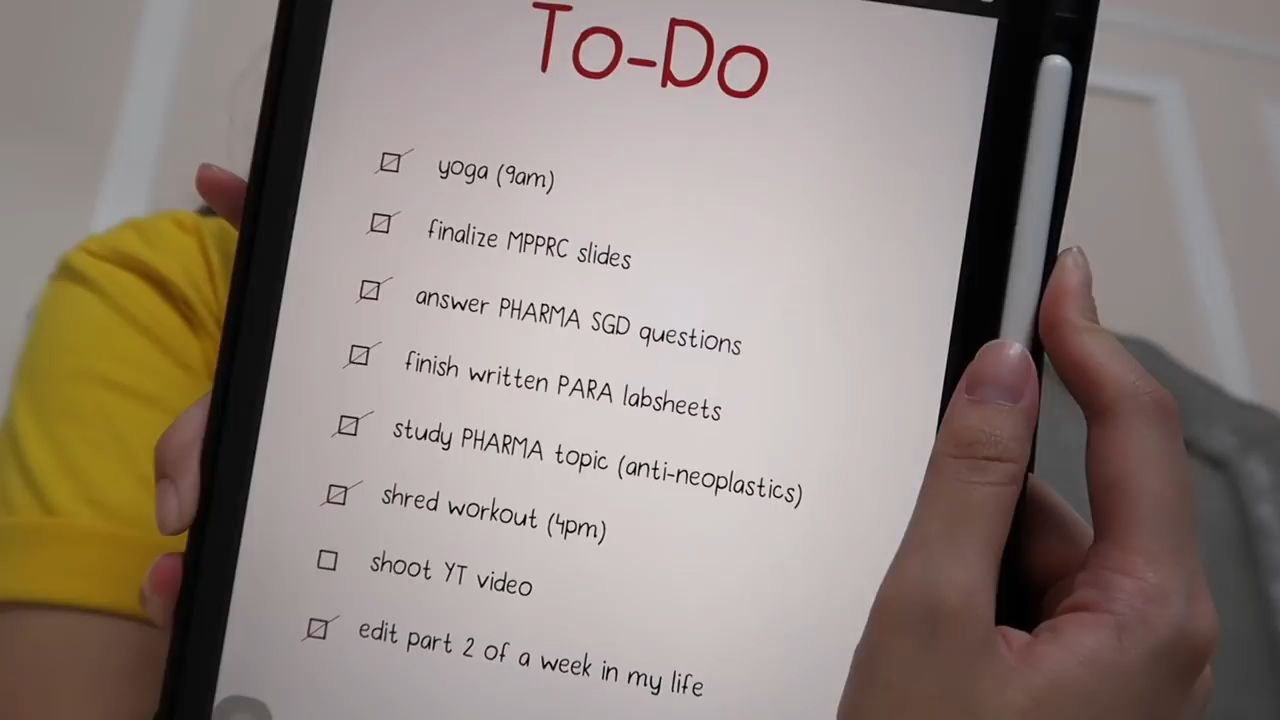 To-Do
yoga (9am)
finalize MPPRC slides
answer PHARMA SGD questions
finish written PARA labsheets
study PHARMA topic (anti-neoplastics)
shred workout (4pm)
shoot YT video
edit part 2 of a week in my life